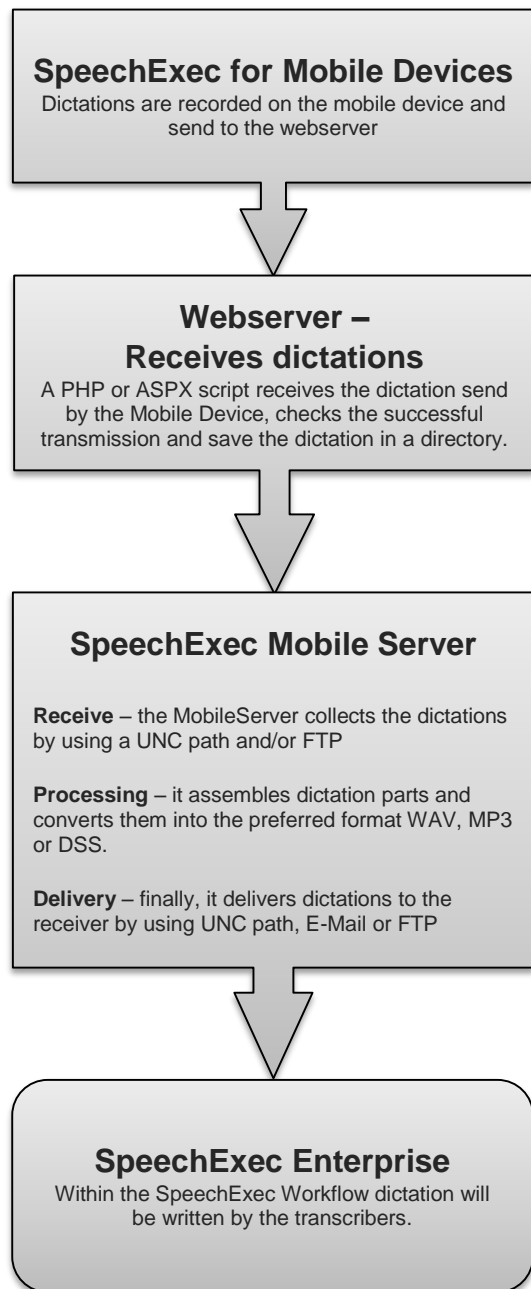 SpeechExec for Mobile Devices
Dictations are recorded on the mobile device and
send to the webserver
Webserver –
Receives dictations
A PHP or ASPX script receives the dictation send
by the Mobile Device, checks the successful
transmission and save the dictation in a directory.
SpeechExec Mobile Server
Receive – the MobileServer collects the dictations
by using a UNC path and/or FTP
Processing – it assembles dictation parts and
converts them into the preferred format WAV, MP3
or DSS.
Delivery – finally, it delivers dictations to the
receiver by using UNC path, E-Mail or FTP
SpeechExec Enterprise
Within the SpeechExec Workflow dictation will
be written by the transcribers.